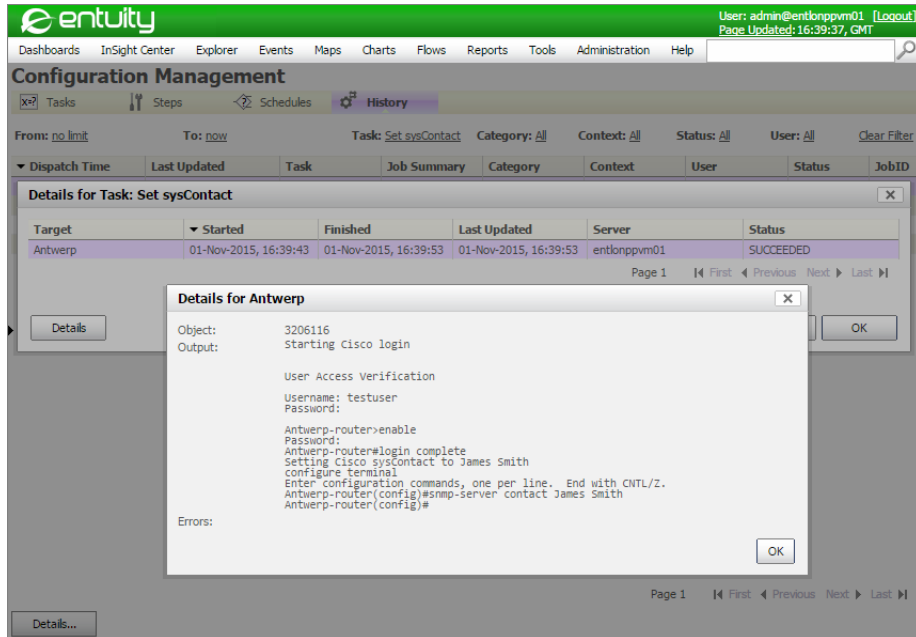 entuity
User: admin@entlonppvm01 [Logout]
Page Updated: 16:39:37, GMT
Dashboards InSight Center Explorer Events Maps Charts Flows Reports Tools Administration Help
Configuration Management
x=? Tasks Steps Schedules History
From: no limit To: now Task: Set sysContact Category: All Context: All Status: All User: All Clear Filter
Dispatch Time Last Updated Task Job Summary Category Context User Status JobID
Details for Task: Set sysContact
Target Started Finished Last Updated Server Status
Antwerp 01-Nov-2015, 16:39:43 01-Nov-2015, 16:39:53 01-Nov-2015, 16:39:53 entlonppvm01 SUCCEEDED
Page 1 First Previous Next Last
Details OK
Details for Antwerp
Object: 3206116
Output: Starting Cisco login
User Access Verification
Username: testuser
Password:
Antwerp-router>enable
Password:
Antwerp-router#login complete
Setting Cisco sysContact to James Smith
configure terminal
Enter configuration commands, one per line. End with CNTL/Z.
Antwerp-router(config)#snmp-server contact James Smith
Antwerp-router(config)#
Errors:
OK
Page 1 First Previous Next Last
Details...